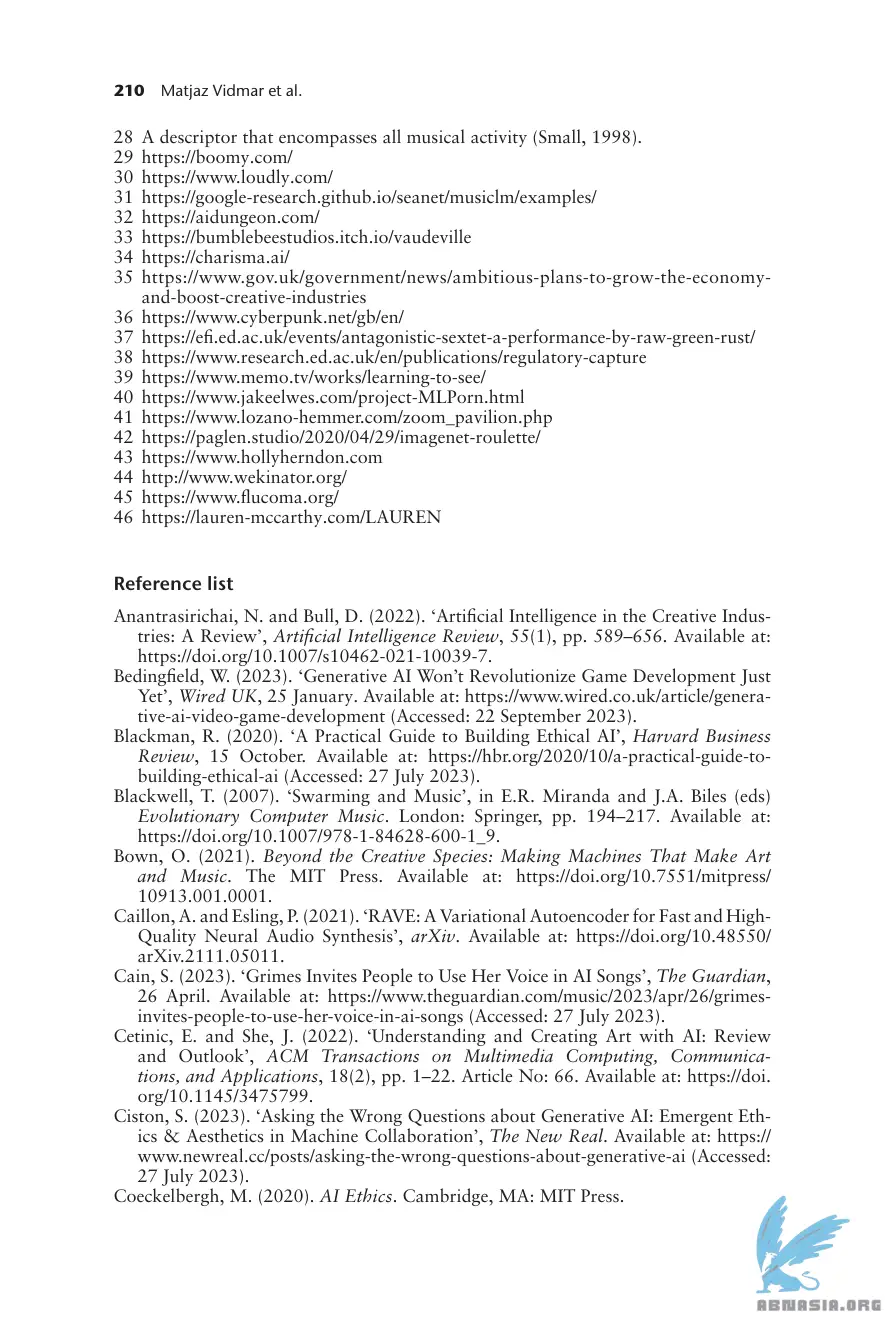 210 Matjaz Vidmar et al.
28 A descriptor that encompasses all musical activity (Small, 1998).
29 https://boomy.com/
30 https://www.loudly.com/
31 https://google-research.github.io/seanet/musiclm/examples/
32 https://aidungeon.com/
33 https://bumblebeestudios.itch.io/vaudeville
34 https://charisma.ai/
35 https://www.gov.uk/government/news/ambitious-plans-to-grow-the-economy-
and-boost-creative-industries
36 https://www.cyberpunk.net/gb/en/
37 https://efi.ed.ac.uk/events/antagonistic-sextet-a-performance-by-raw-green-rust/
38 https://www.research.ed.ac.uk/en/publications/regulatory-capture
39 https://www.memo.tv/works/learning-to-see/
40 https://www.jakeelwes.com/project-MLPorn.html
41 https://www.lozano-hemmer.com/zoom_pavilion.php
42 https://paglen.studio/2020/04/29/imagenet-roulette/
43 https://www.hollyherndon.com
44 http://www.wekinator.org/
45 https://www.flucoma.org/
46 https://lauren-mccarthy.com/LAUREN
Reference list
Anantrasirichai, N. and Bull, D. (2022). ‘Artificial Intelligence in the Creative Indus-
tries: A Review’, Artificial Intelligence Review, 55(1), pp. 589–656. Available at:
https://doi.org/10.1007/s10462-021-10039-7.
Bedingfield, W. (2023). ‘Generative AI Won’t Revolutionize Game Development Just
Yet’, Wired UK, 25 January. Available at: https://www.wired.co.uk/article/genera-
tive-ai-video-game-development (Accessed: 22 September 2023).
Blackman, R. (2020). ‘A Practical Guide to Building Ethical AI’, Harvard Business
Review, 15 October. Available at: https://hbr.org/2020/10/a-practical-guide-to-
building-ethical-ai (Accessed: 27 July 2023).
Blackwell, T. (2007). ‘Swarming and Music’, in E.R. Miranda and J.A. Biles (eds)
Evolutionary Computer Music. London: Springer, pp. 194–217. Available at:
https://doi.org/10.1007/978-1-84628-600-1_9.
Bown, O. (2021). Beyond the Creative Species: Making Machines That Make Art
and Music. The MIT Press. Available at: https://doi.org/10.7551/mitpress/
10913.001.0001.
Caillon, A. and Esling, P. (2021). ‘RAVE: A Variational Autoencoder for Fast and High-
Quality Neural Audio Synthesis’, arXiv. Available at: https://doi.org/10.48550/
arXiv.2111.05011.
Cain, S. (2023). ‘Grimes Invites People to Use Her Voice in AI Songs’, The Guardian,
26 April. Available at: https://www.theguardian.com/music/2023/apr/26/grimes-
invites-people-to-use-her-voice-in-ai-songs (Accessed: 27 July 2023).
Cetinic, E. and She, J. (2022). ‘Understanding and Creating Art with AI: Review
and Outlook’, ACM Transactions on Multimedia Computing, Communica-
tions, and Applications, 18(2), pp. 1–22. Article No: 66. Available at: https://doi.
org/10.1145/3475799.
Ciston, S. (2023). ‘Asking the Wrong Questions about Generative AI: Emergent Eth-
ics & Aesthetics in Machine Collaboration’, The New Real. Available at: https://
www.newreal.cc/posts/asking-the-wrong-questions-about-generative-ai (Accessed:
27 July 2023).
Coeckelbergh, M. (2020). AI Ethics. Cambridge, MA: MIT Press.
ABNASIA.ORG